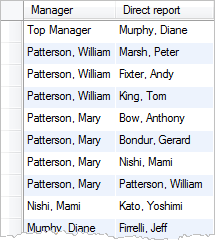 Manager Direct report
Top Manager Murphy, Diane
Patterson, William Marsh, Peter
Patterson, William Fixter, Andy
Patterson, William King, Tom
Patterson, Mary Bow, Anthony
Patterson, Mary Bondur, Gerard
Patterson, Mary Nishi, Mami
Patterson, Mary Patterson, William
Nishi, Mami Kato, Yoshimi
Murphy, Diane Firrelli, Jeff